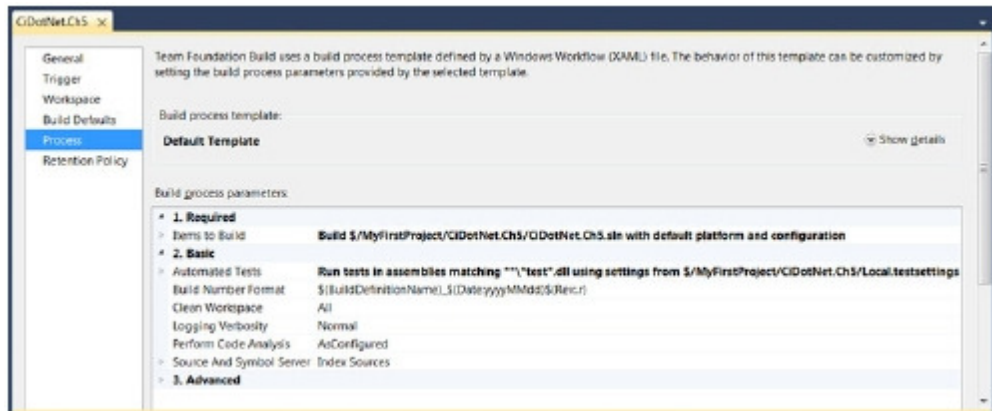 CiDotNet.Ch5
General
Trigger
Workspace
Build Defaults
Process
Retention Policy
Team Foundation Build uses a build process template defined by a Windows Workflow (XAML) file. The behavior of this template can be customized by
setting the build process parameters provided by the selected template.
Build process template:
Default Template
Show details
Build process parameters:
1. Required
Items to Build Build $/MyFirstProject/CiDotNet.Ch5/CiDotNet.Ch5.sln with default platform and configuration
2. Basic
Automated Tests Run tests in assemblies matching **\*test*.dll using settings from $/MyFirstProject/CiDotNet.Ch5/Local.testsettings
Build Number Format $(BuildDefinitionName)_$(Date:yyyyMMdd)$(Rev:.r)
Clean Workspace All
Logging Verbosity Normal
Perform Code Analysis AsConfigured
Source And Symbol Server Index Sources
3. Advanced